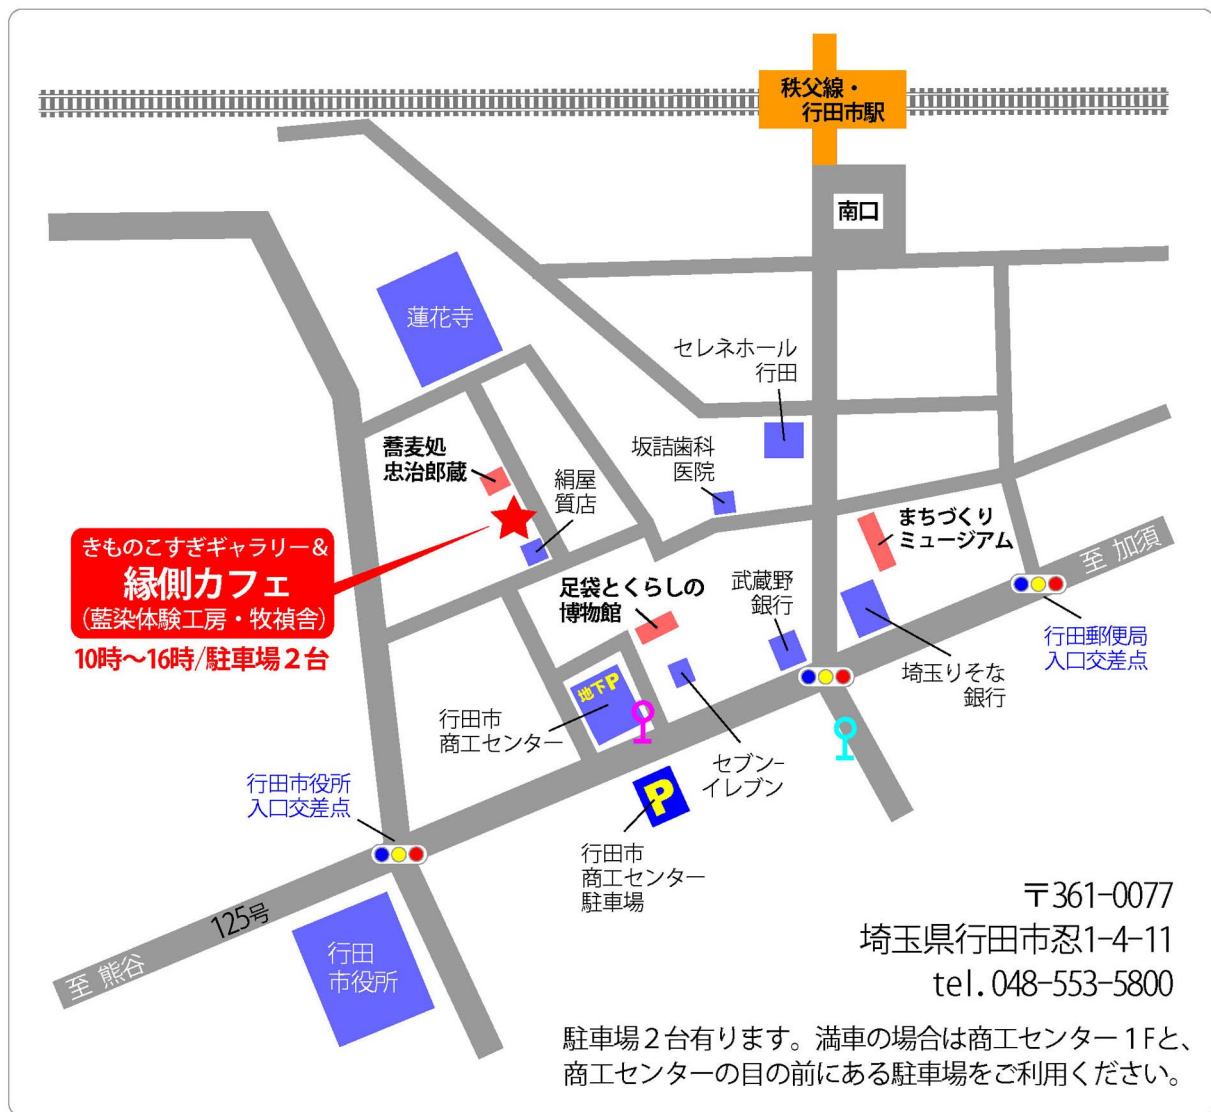 秩父線・
行田市駅
南口
蓮花寺
セレネホール
行田
蕎麦処
忠治郎蔵
絹屋
質店
坂詰歯科
医院
まちづくり
ミュージアム
至 加須
きものこすぎギャラリー&
縁側カフェ
(藍染体験工房・牧禎舎)
10時〜16時/駐車場2台
足袋とくらしの
博物館
武蔵野
銀行
行田郵便局
入口交差点
埼玉りそな
銀行
地下P
行田市
商工センター
セブン-
イレブン
行田市役所
入口交差点
P
行田市
商工センター
駐車場
125号
至 熊谷
行田
市役所
〒361-0077
埼玉県行田市忍1-4-11
tel.048-553-5800
駐車場2台有ります。満車の場合は商工センター1Fと、
商工センターの目の前にある駐車場をご利用ください。